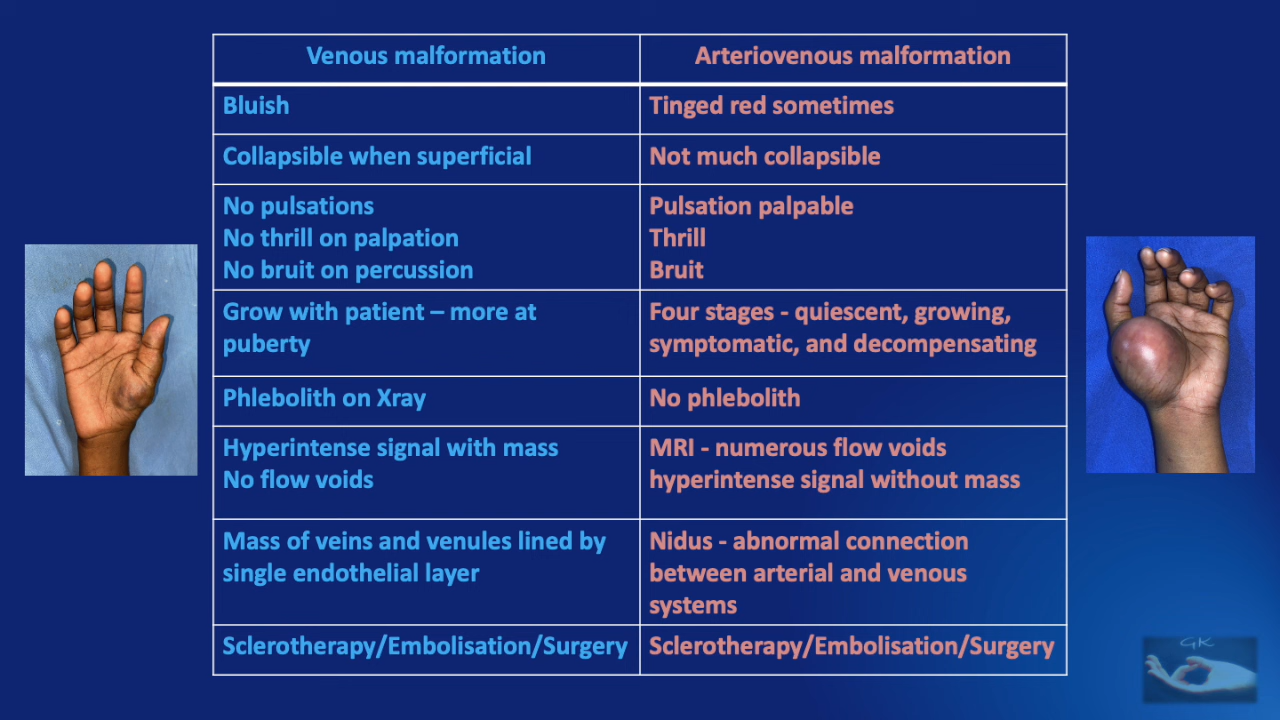 Venous malformation
Arteriovenous malformation
Bluish
Tinged red sometimes
Collapsible when superficial
Not much collapsible
No pulsations
No thrill on palpation
No bruit on percussion
Pulsation palpable
Thrill
Bruit
Grow with patient – more at
puberty
Four stages - quiescent, growing,
symptomatic, and decompensating
Phlebolith on Xray
No phlebolith
Hyperintense signal with mass
No flow voids
MRI - numerous flow voids
hyperintense signal without mass
Mass of veins and venules lined by
single endothelial layer
Nidus - abnormal connection
between arterial and venous
systems
Sclerotherapy/Embolisation/Surgery
Sclerotherapy/Embolisation/Surgery
GK